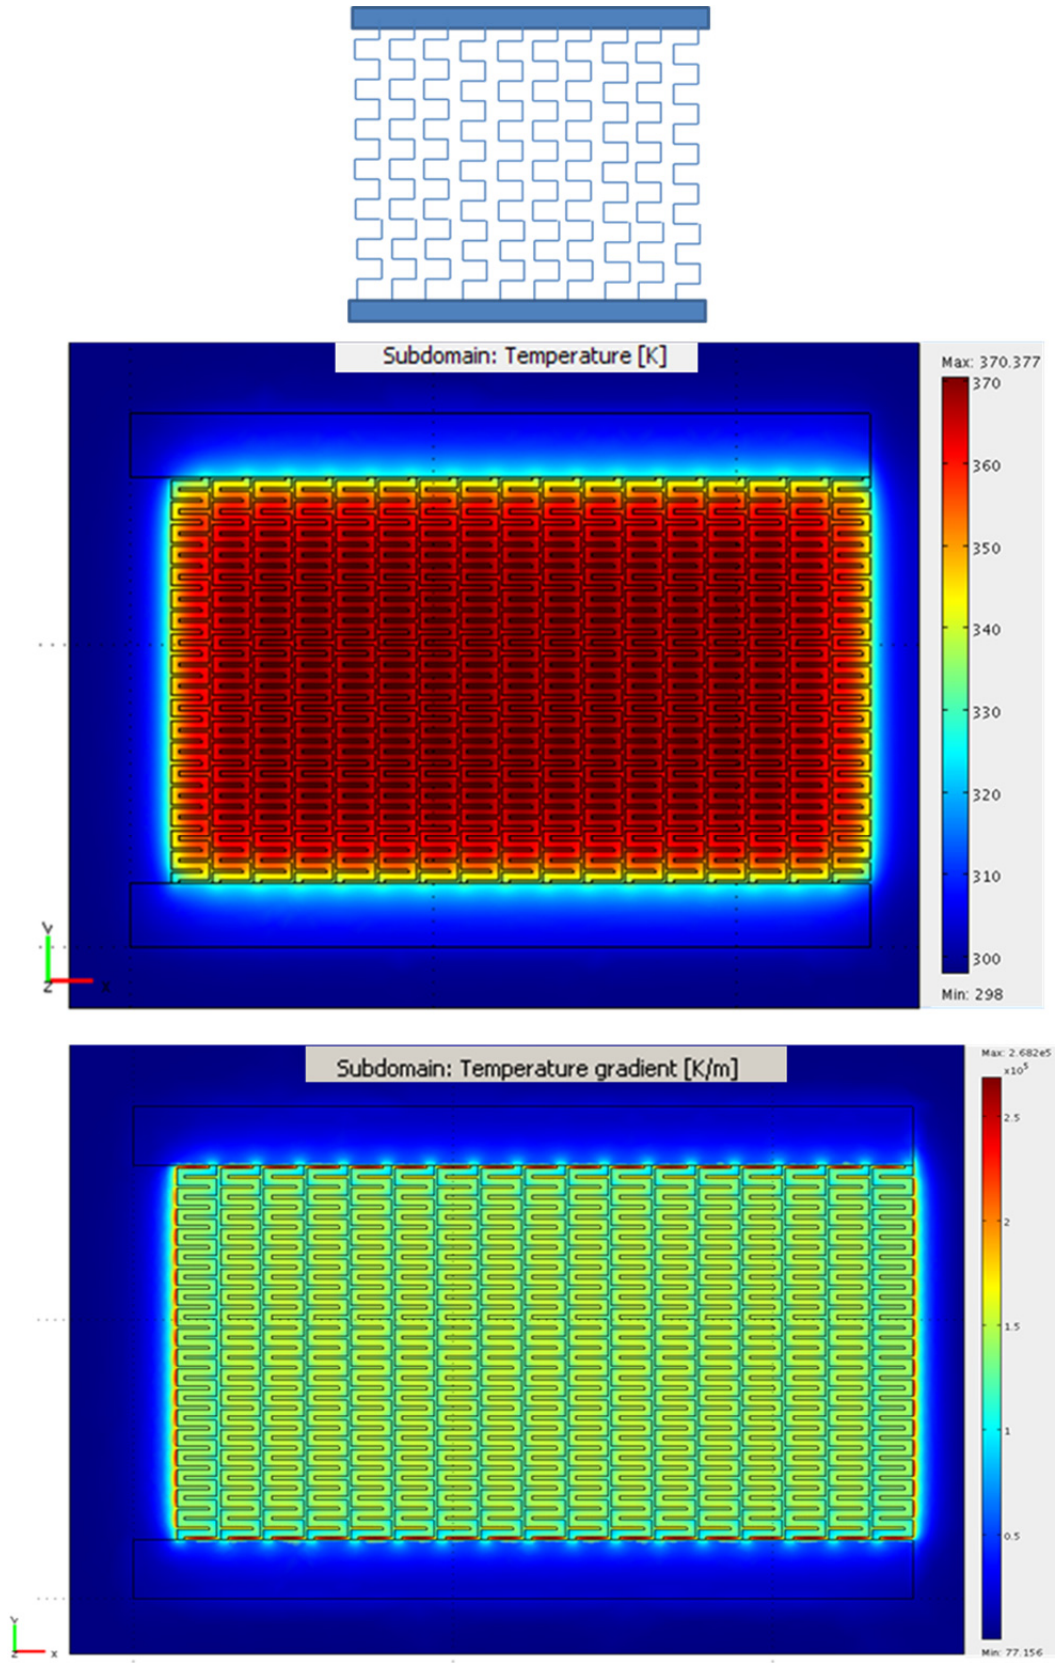 Subdomain: Temperature [K]
Max: 370.377
370
360
350
340
330
320
310
300
Min: 298
Y
Z
x
Subdomain: Temperature gradient [K/m]
Max: 2.682e5
x10⁵
2.5
2
1.5
1
0.5
Min: 77.156
Y
Z
x